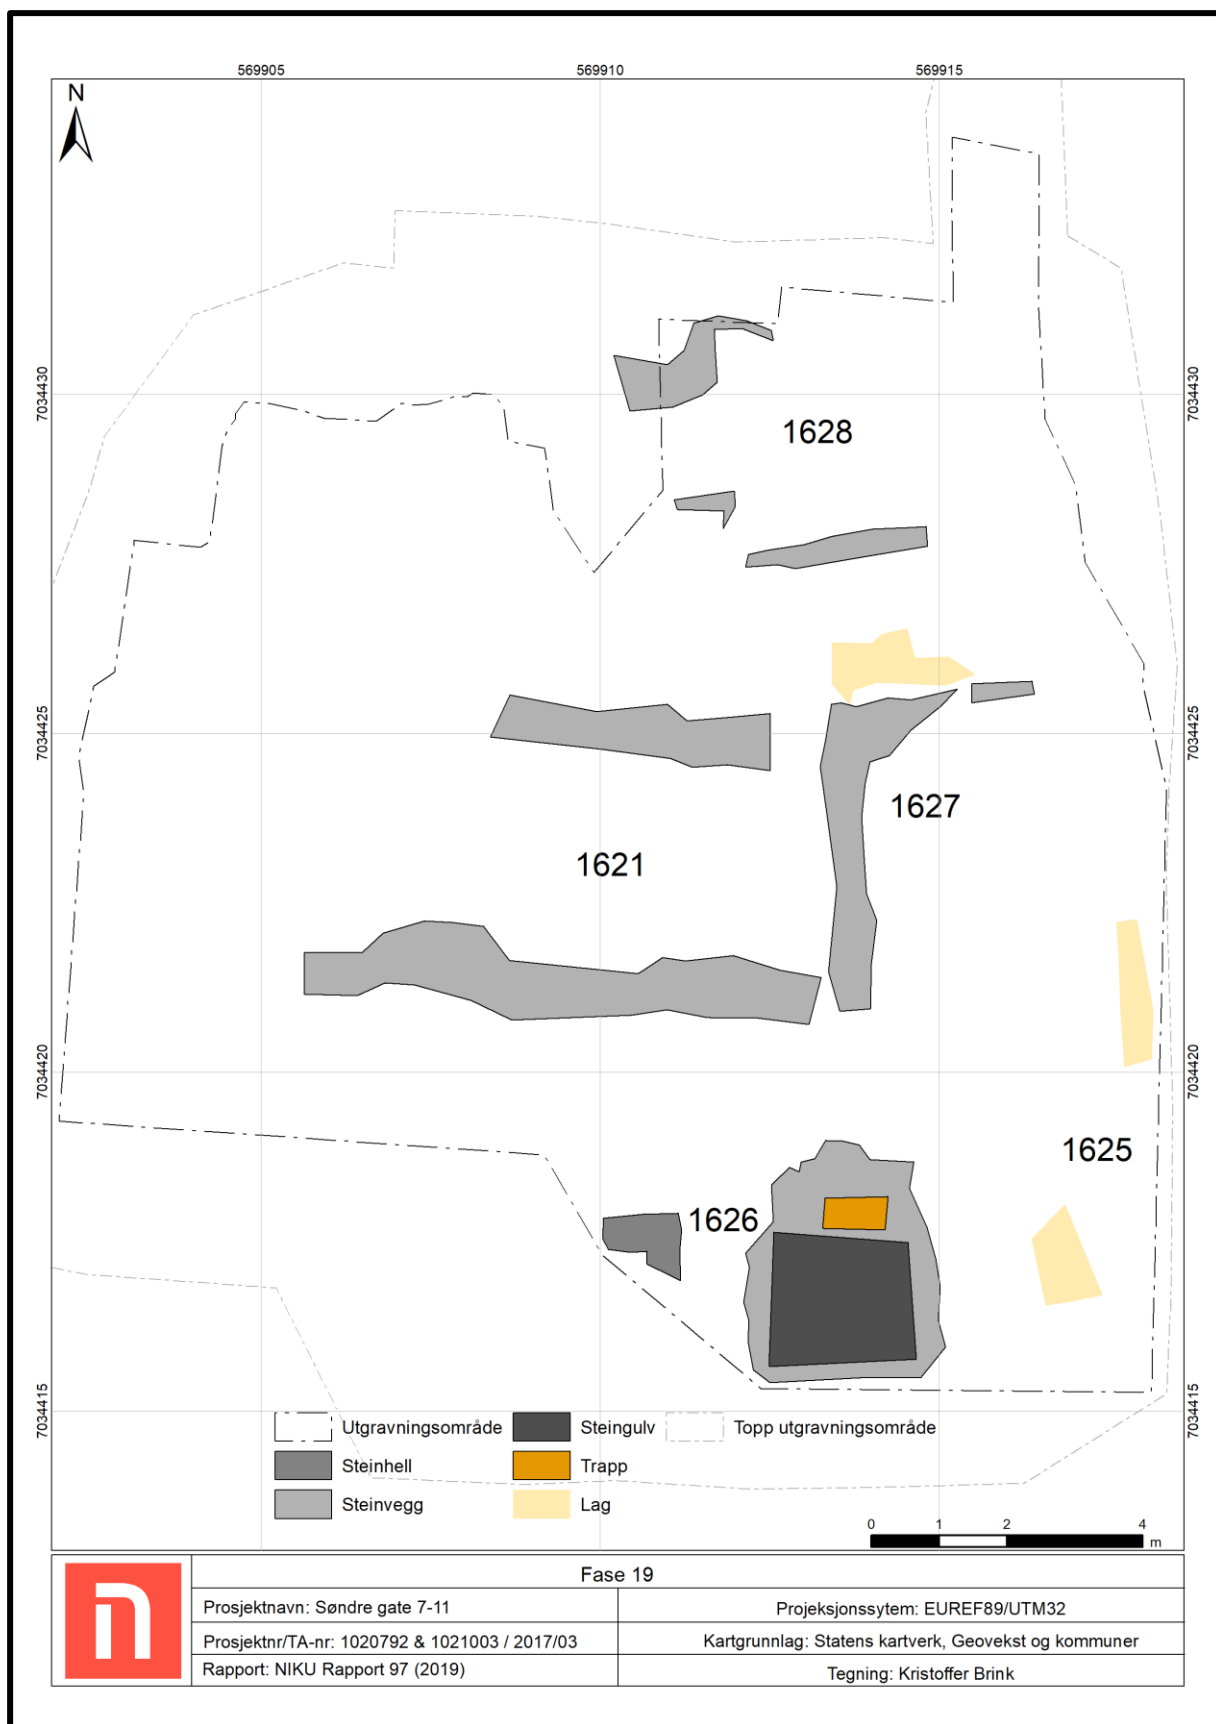 569905 569910 569915
N
7034430 7034430
1628
7034425 7034425
1627
1621
7034420 7034420
1625
1626
7034415 7034415
Utgravningsområde Steingulv Topp utgravningsområde
Steinhell Trapp
Steinvegg Lag
0 1 2 4
m
Fase 19
Prosjektnavn: Søndre gate 7-11 Projeksjonssytem: EUREF89/UTM32
Prosjektnr/TA-nr: 1020792 & 1021003 / 2017/03 Kartgrunnlag: Statens kartverk, Geovekst og kommuner
Rapport: NIKU Rapport 97 (2019) Tegning: Kristoffer Brink